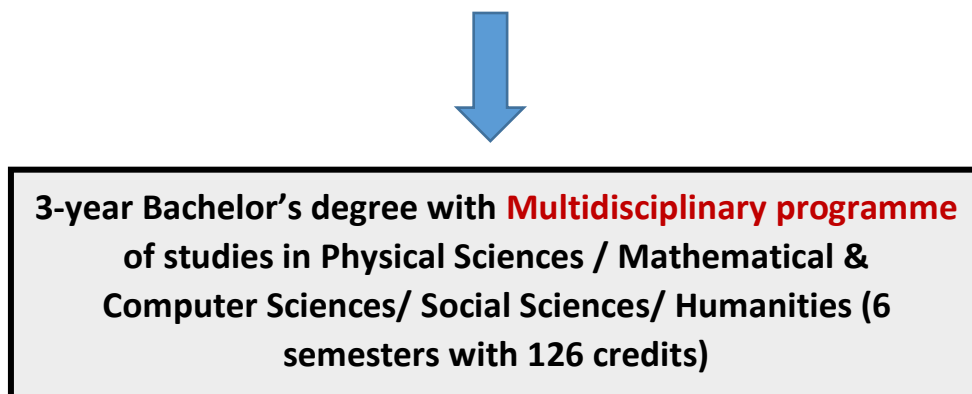 3-year Bachelor’s degree with Multidisciplinary programme
of studies in Physical Sciences / Mathematical &
Computer Sciences/ Social Sciences/ Humanities (6
semesters with 126 credits)